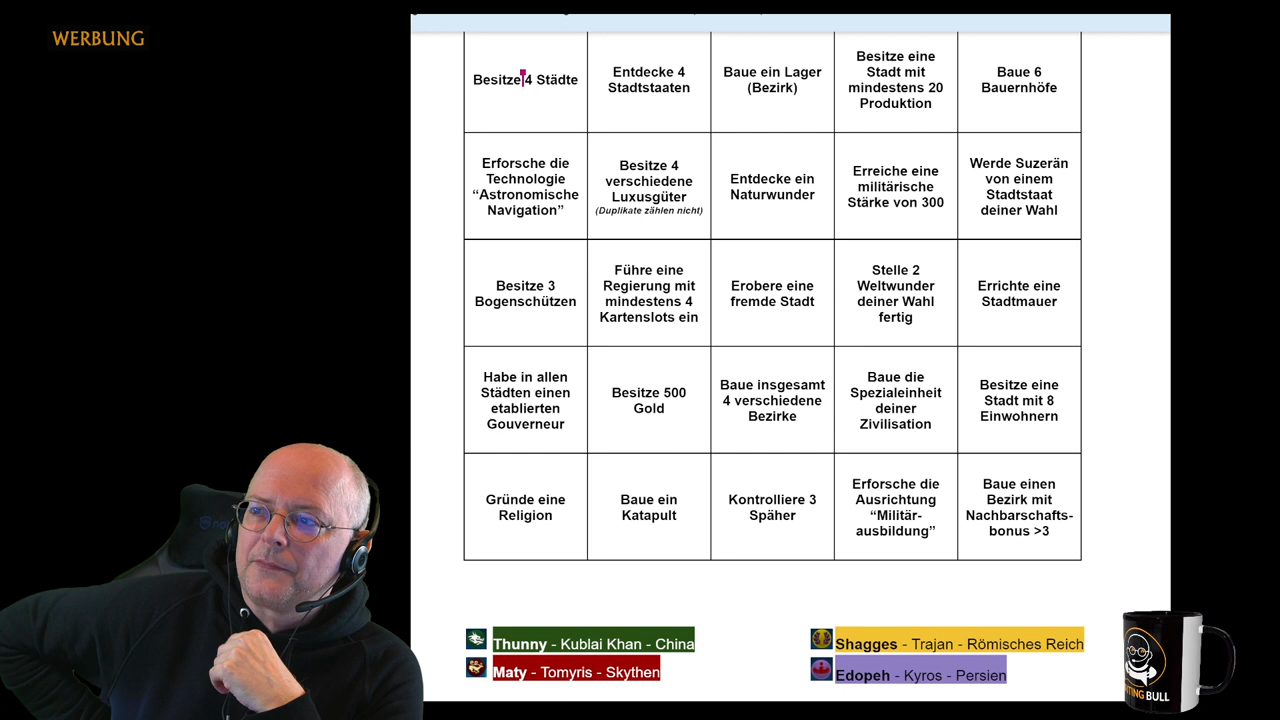 WERBUNG
Besitze 4 Städte
Entdecke 4
Stadtstaaten
Baue ein Lager
(Bezirk)
Besitze eine
Stadt mit
mindestens 20
Produktion
Baue 6
Bauernhöfe
Erforsche die
Technologie
“Astronomische
Navigation”
Besitze 4
verschiedene
Luxusgüter
(Duplikate zählen nicht)
Entdecke ein
Naturwunder
Erreiche eine
militärische
Stärke von 300
Werde Suzerän
von einem
Stadtstaat
deiner Wahl
Besitze 3
Bogenschützen
Führe eine
Regierung mit
mindestens 4
Kartenslots ein
Erobere eine
fremde Stadt
Stelle 2
Weltwunder
deiner Wahl
fertig
Errichte eine
Stadtmauer
Habe in allen
Städten einen
etablierten
Gouverneur
Besitze 500
Gold
Baue insgesamt
4 verschiedene
Bezirke
Baue die
Spezialeinheit
deiner
Zivilisation
Besitze eine
Stadt mit 8
Einwohnern
Gründe eine
Religion
Baue ein
Katapult
Kontrolliere 3
Späher
Erforsche die
Ausrichtung
“Militär-
ausbildung”
Baue einen
Bezirk mit
Nachbarschafts-
bonus >3
Thunny - Kublai Khan - China
Maty - Tomyris - Skythen
Shagges - Trajan - Römisches Reich
Edopeh - Kyros - Persien
BULL